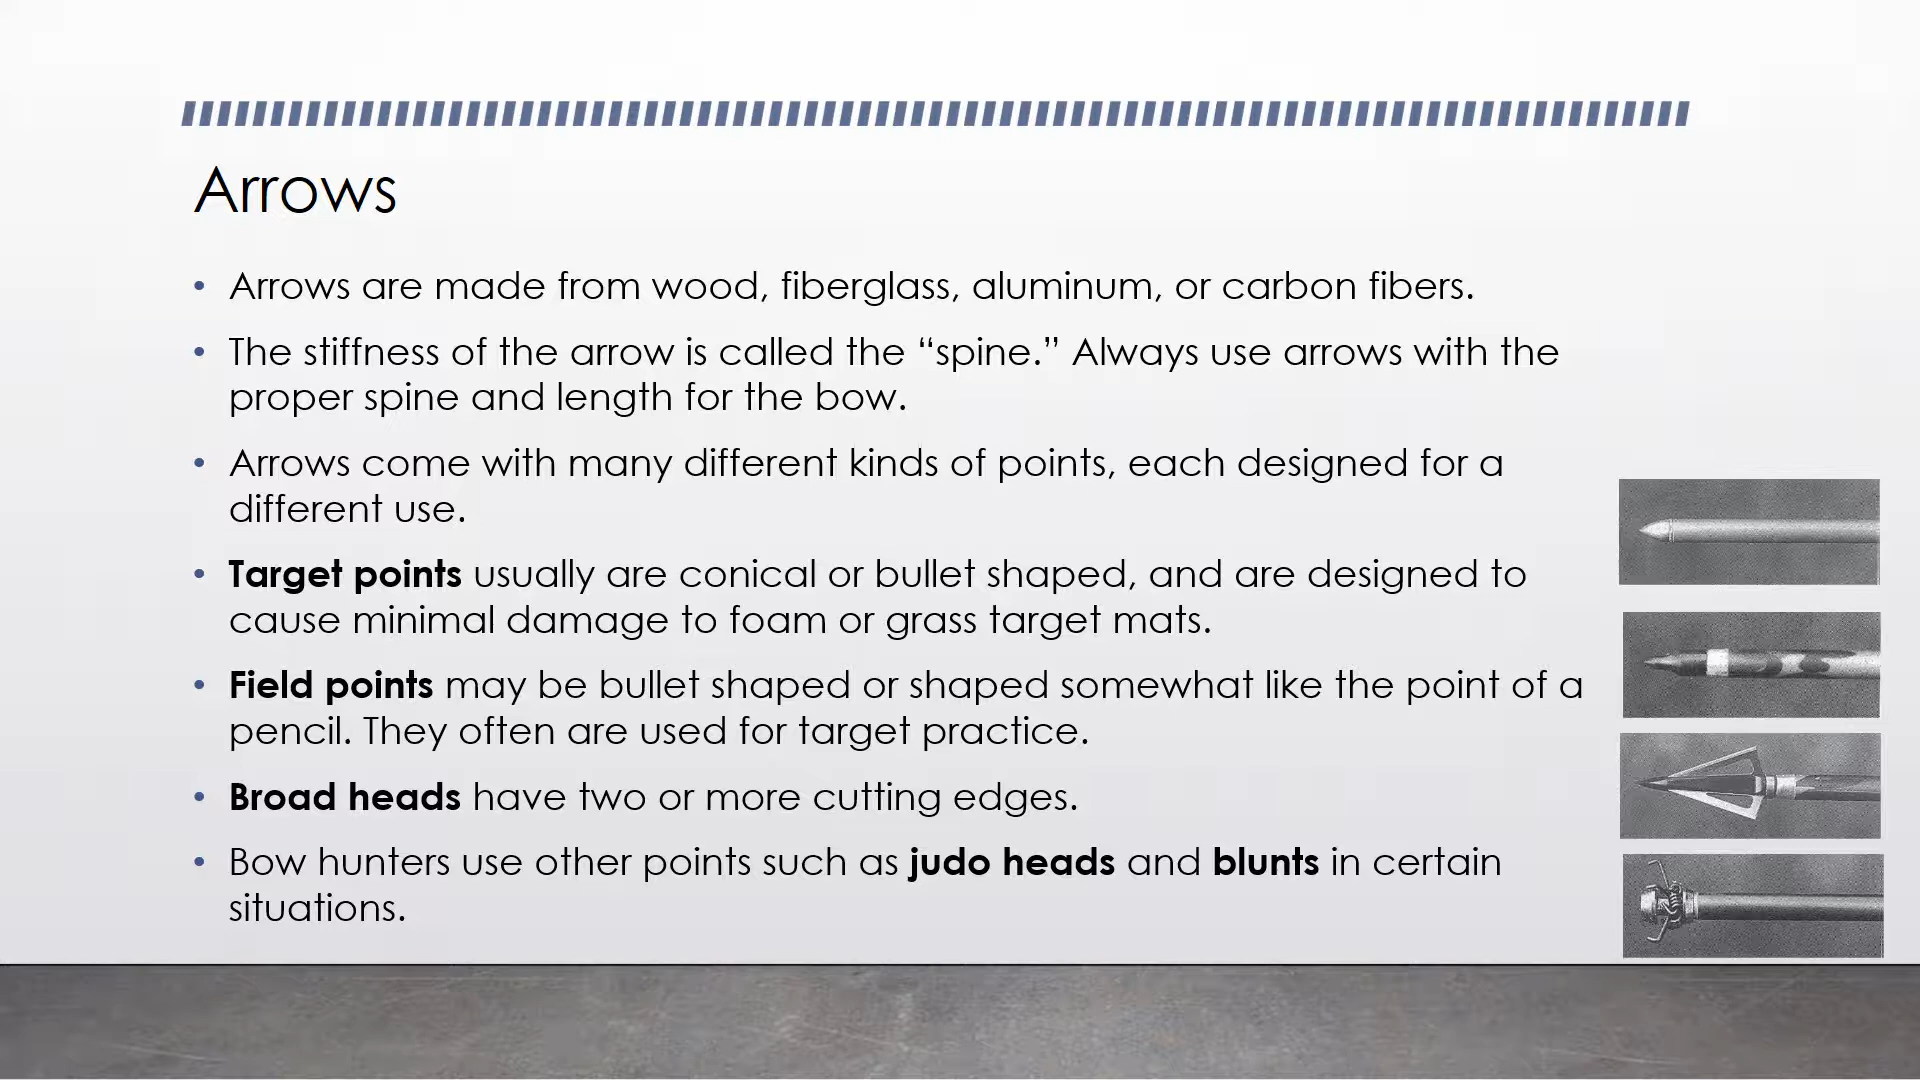 Arrows
• Arrows are made from wood, fiberglass, aluminum, or carbon fibers.
• The stiffness of the arrow is called the “spine.” Always use arrows with the
proper spine and length for the bow.
• Arrows come with many different kinds of points, each designed for a
different use.
• Target points usually are conical or bullet shaped, and are designed to
cause minimal damage to foam or grass target mats.
• Field points may be bullet shaped or shaped somewhat like the point of a
pencil. They often are used for target practice.
• Broad heads have two or more cutting edges.
• Bow hunters use other points such as judo heads and blunts in certain
situations.